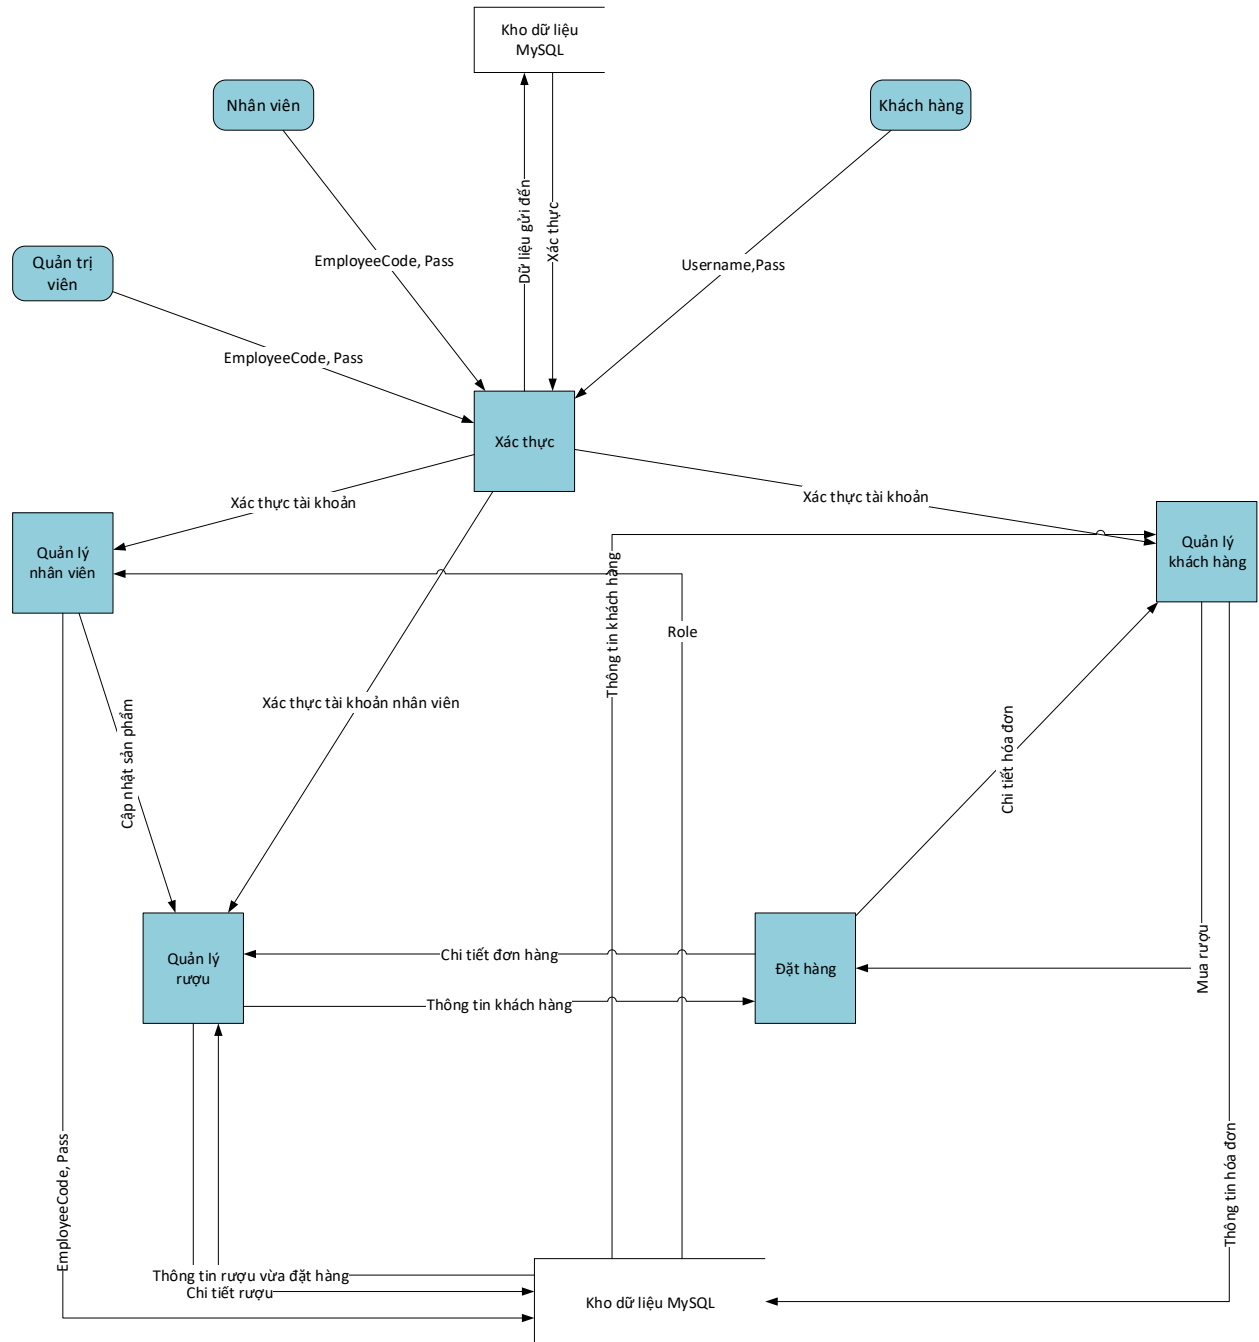 Kho dữ liệu
MySQL
Nhân viên
Khách hàng
Dữ liệu gửi đến
Xác thực
EmployeeCode, Pass
Username,Pass
Quản trị
viên
EmployeeCode, Pass
Xác thực
Xác thực tài khoản
Xác thực tài khoản
Quản lý
nhân viên
Quản lý
khách hàng
Thông tin khách hàng
Role
Xác thực tài khoản nhân viên
Cập nhật sản phẩm
Chi tiết hóa đơn
Quản lý
rượu
Chi tiết đơn hàng
Đặt hàng
Mua rượu
Thông tin khách hàng
EmployeeCode, Pass
Thông tin hóa đơn
Thông tin rượu vừa đặt hàng
Chi tiết rượu
Kho dữ liệu MySQL